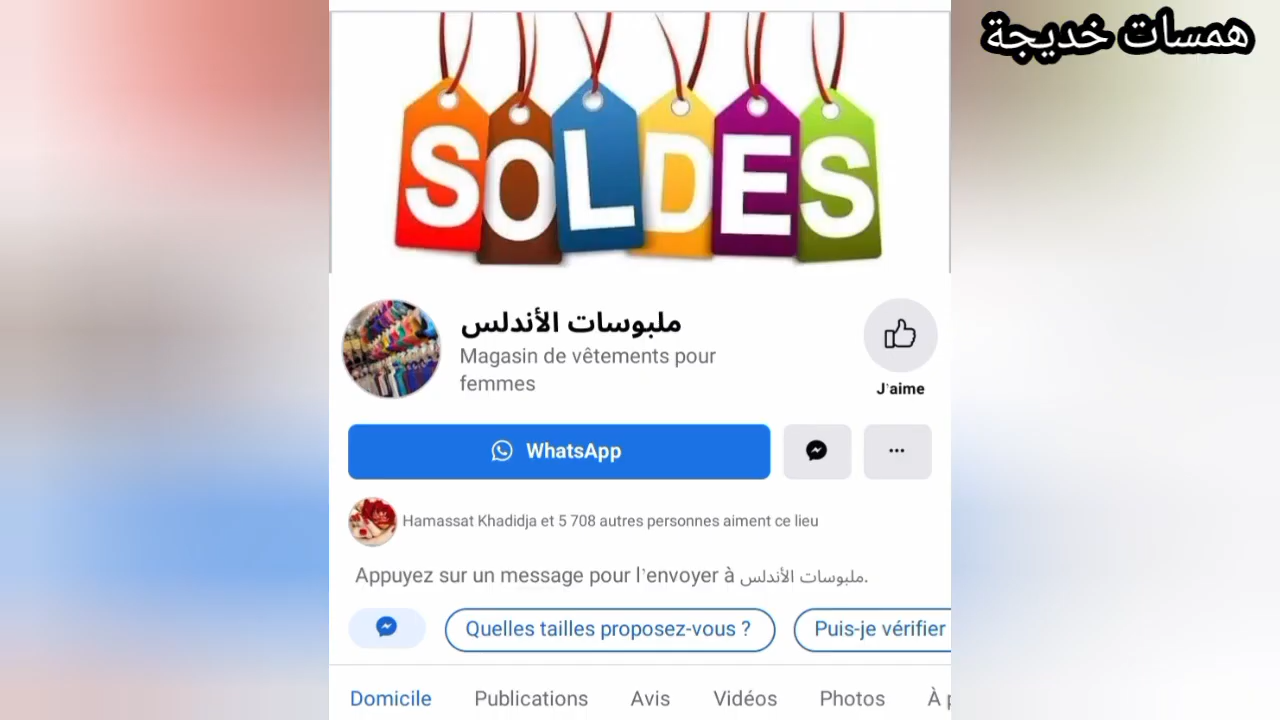 همسات خديجة
SOLDES
ملبوسات الأندلس
Magasin de vêtements pour
femmes
J'aime
WhatsApp
Hamassat Khadidja et 5 708 autres personnes aiment ce lieu
Appuyez sur un message pour l'envoyer à ملبوسات الأندلس.
Quelles tailles proposez-vous ? Puis-je vérifier
Domicile Publications Avis Vidéos Photos À p